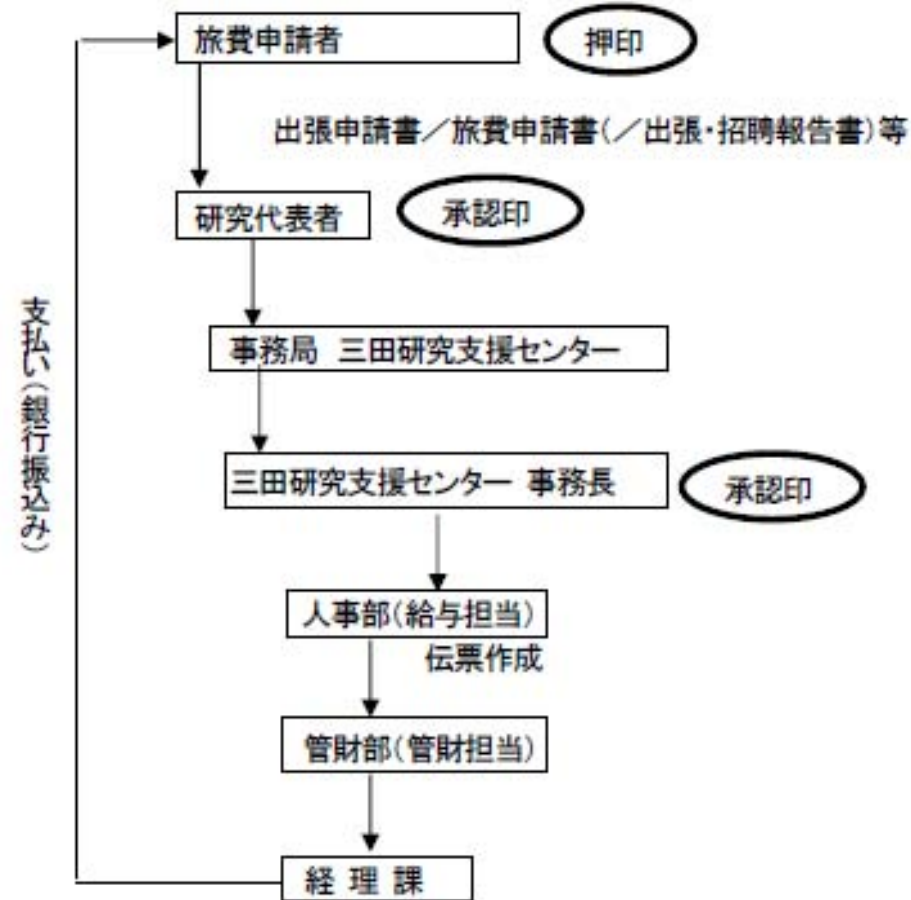 旅費申請者
押印
出張申請書／旅費申請書(／出張・招聘報告書)等
研究代表者
承認印
事務局 三田研究支援センター
三田研究支援センター 事務長
承認印
人事部(給与担当)
伝票作成
管財部(管財担当)
経 理 課
支払い(銀行振込み)